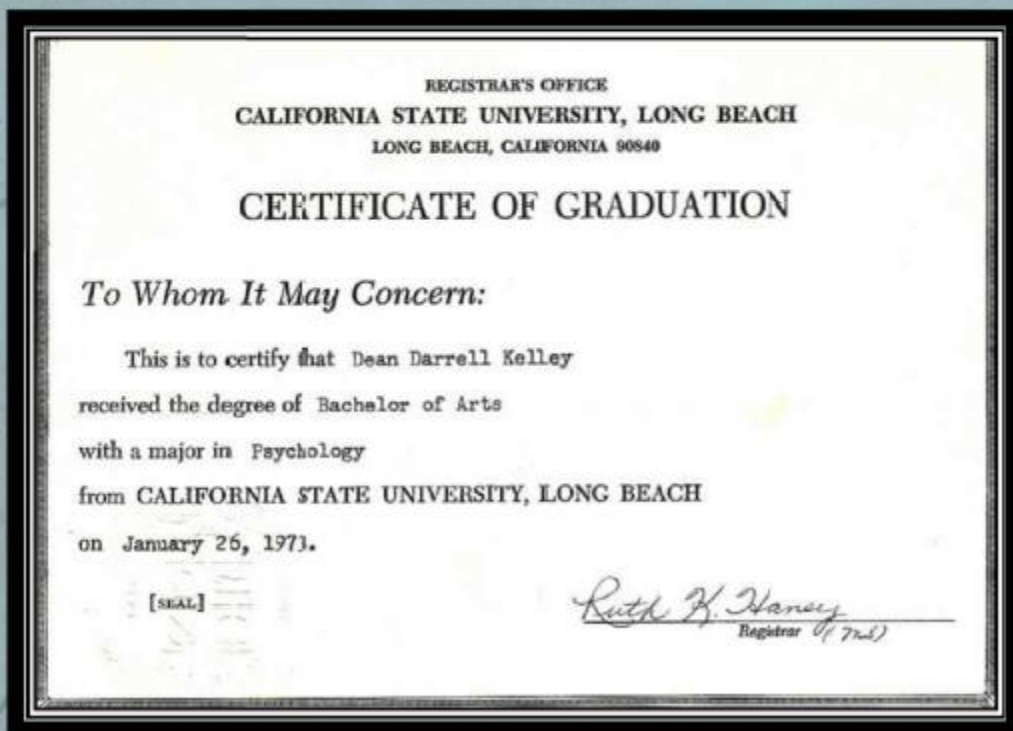 REGISTRAR'S OFFICE
CALIFORNIA STATE UNIVERSITY, LONG BEACH
LONG BEACH, CALIFORNIA 90840
CERTIFICATE OF GRADUATION
To Whom It May Concern:
This is to certify that Dean Darrell Kelley
received the degree of Bachelor of Arts
with a major in Psychology
from CALIFORNIA STATE UNIVERSITY, LONG BEACH
on January 26, 1973.
[SEAL]
Ruth K. Haney
Registrar